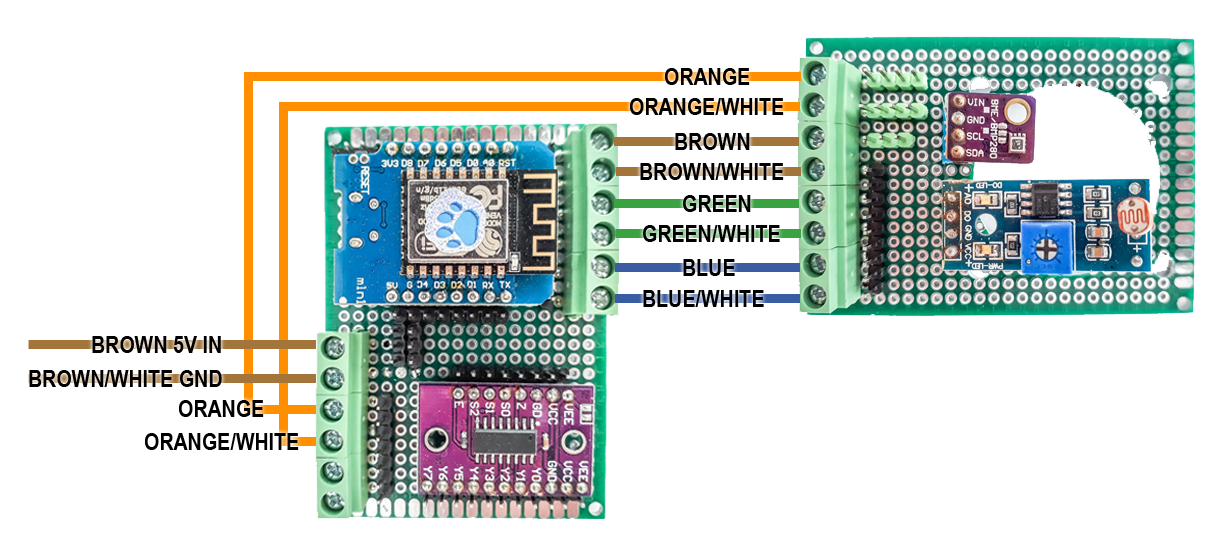 ORANGE
ORANGE/WHITE
BROWN
BROWN/WHITE
GREEN
GREEN/WHITE
BLUE
BLUE/WHITE
BROWN 5V IN
BROWN/WHITE GND
ORANGE
ORANGE/WHITE
3V3 D8 D7 D6 D5 D0 A0 RST
RESET
5V G D4 D3 D2 D1 RX TX
mini
E S2 S1 S0 Z GD VCC VEE
Y7 Y6 Y5 Y4 Y3 Y2 Y1 Y0 GND VCC VEE
VIN
GND
SCL
SDA
BME/BMP280
AO
DO
GND
VCC
DO-LED
PWR-LED